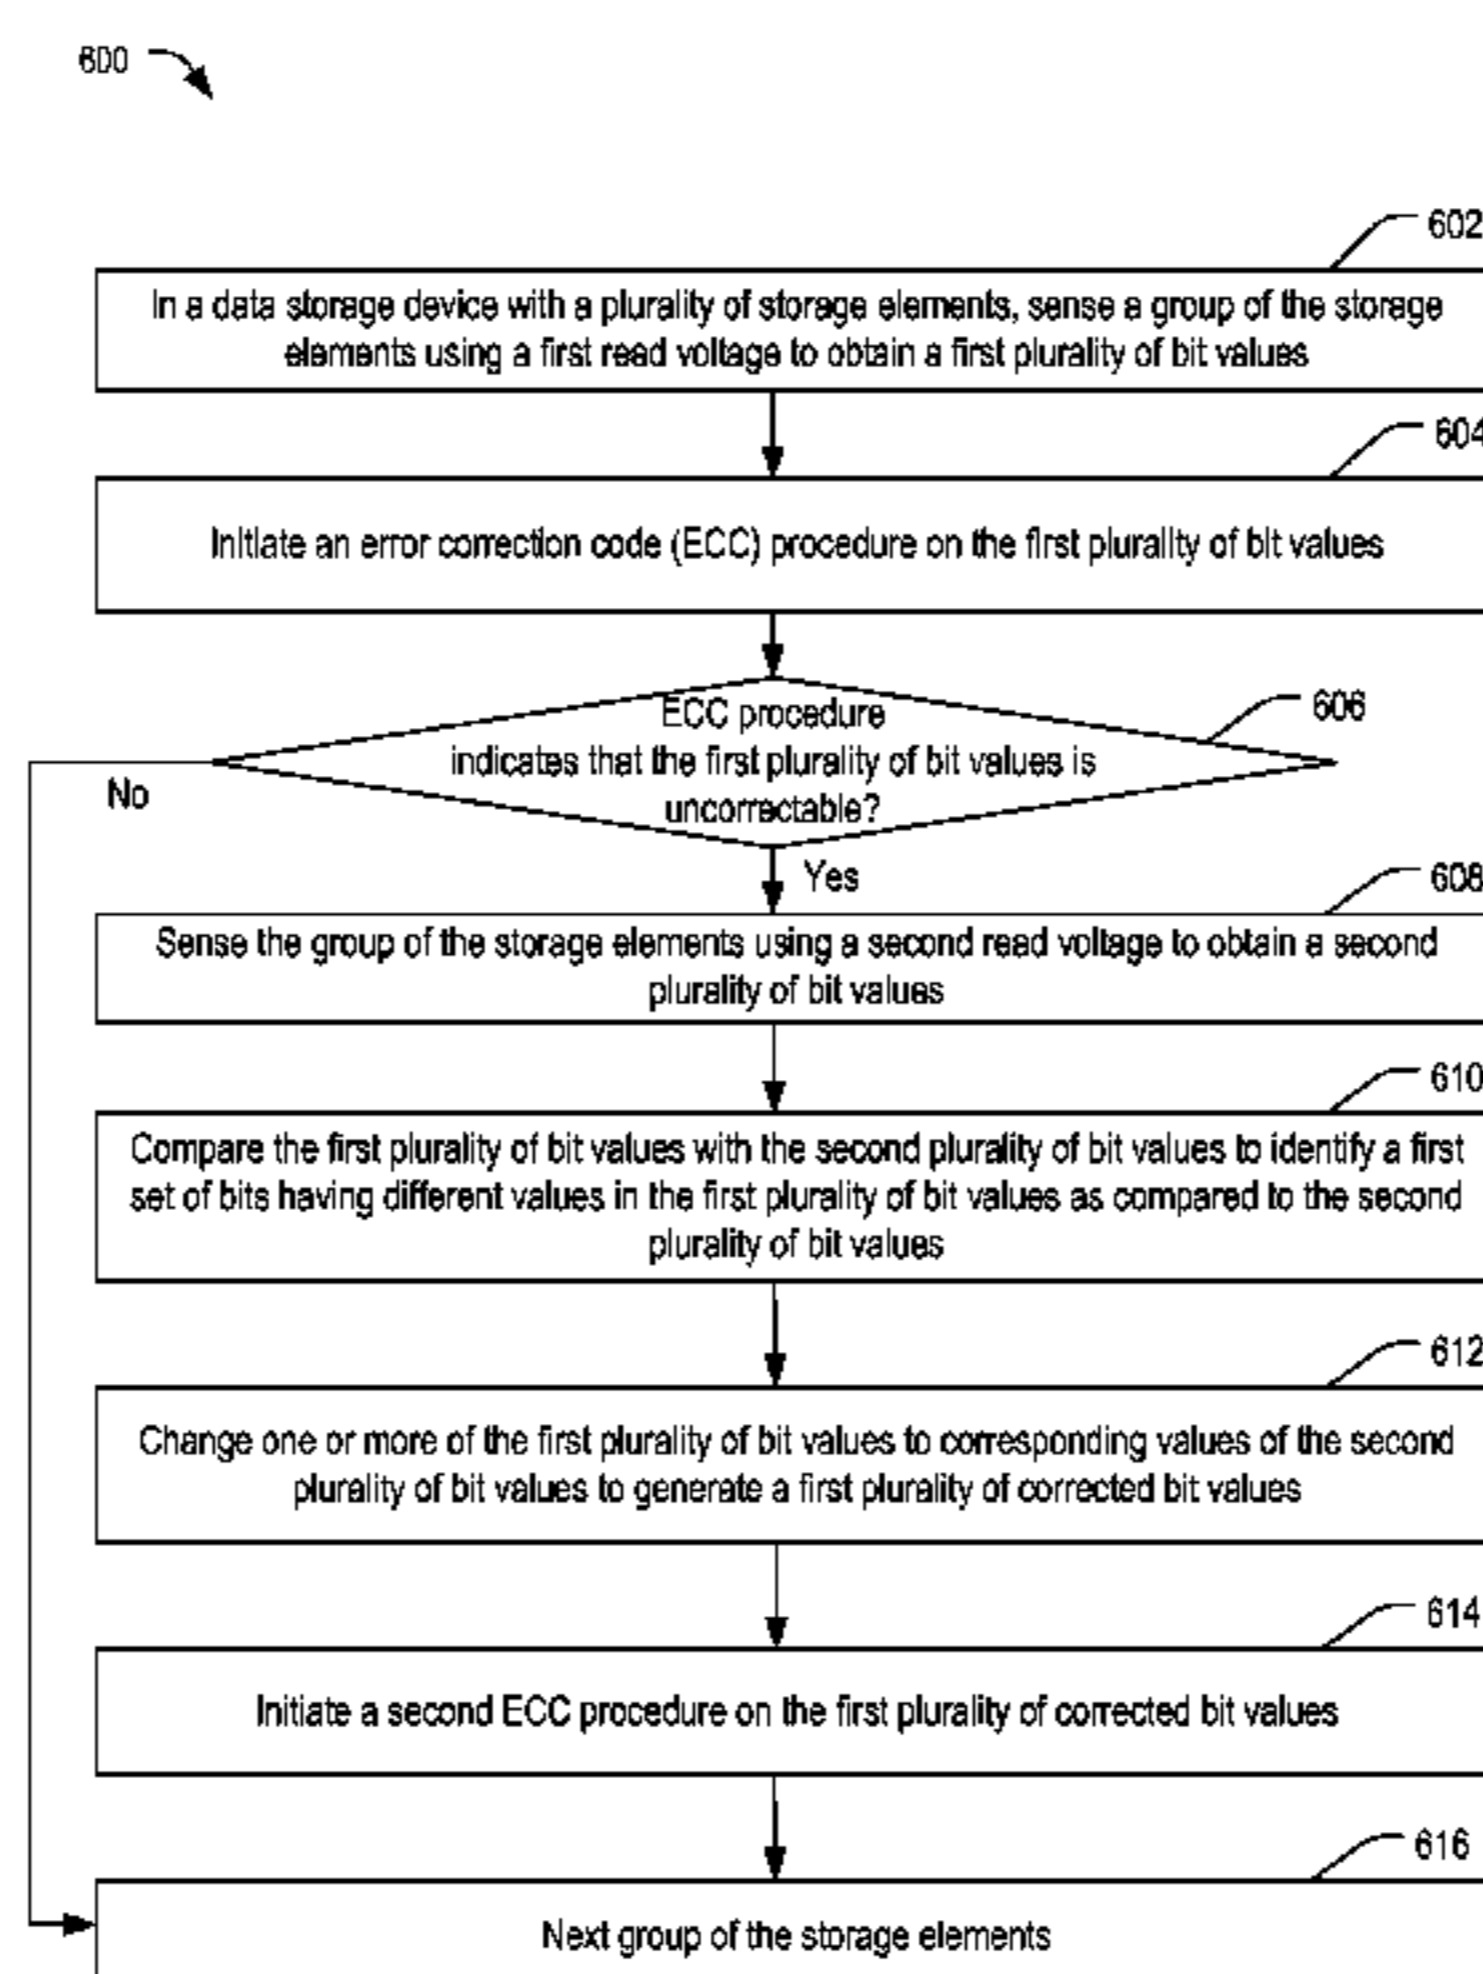 600
602
In a data storage device with a plurality of storage elements, sense a group of the storage
elements using a first read voltage to obtain a first plurality of bit values
604
Initiate an error correction code (ECC) procedure on the first plurality of bit values
ECC procedure
606
indicates that the first plurality of bit values is
uncorrectable?
No
Yes
608
Sense the group of the storage elements using a second read voltage to obtain a second
plurality of bit values
610
Compare the first plurality of bit values with the second plurality of bit values to identify a first
set of bits having different values in the first plurality of bit values as compared to the second
plurality of bit values
612
Change one or more of the first plurality of bit values to corresponding values of the second
plurality of bit values to generate a first plurality of corrected bit values
614
Initiate a second ECC procedure on the first plurality of corrected bit values
616
Next group of the storage elements